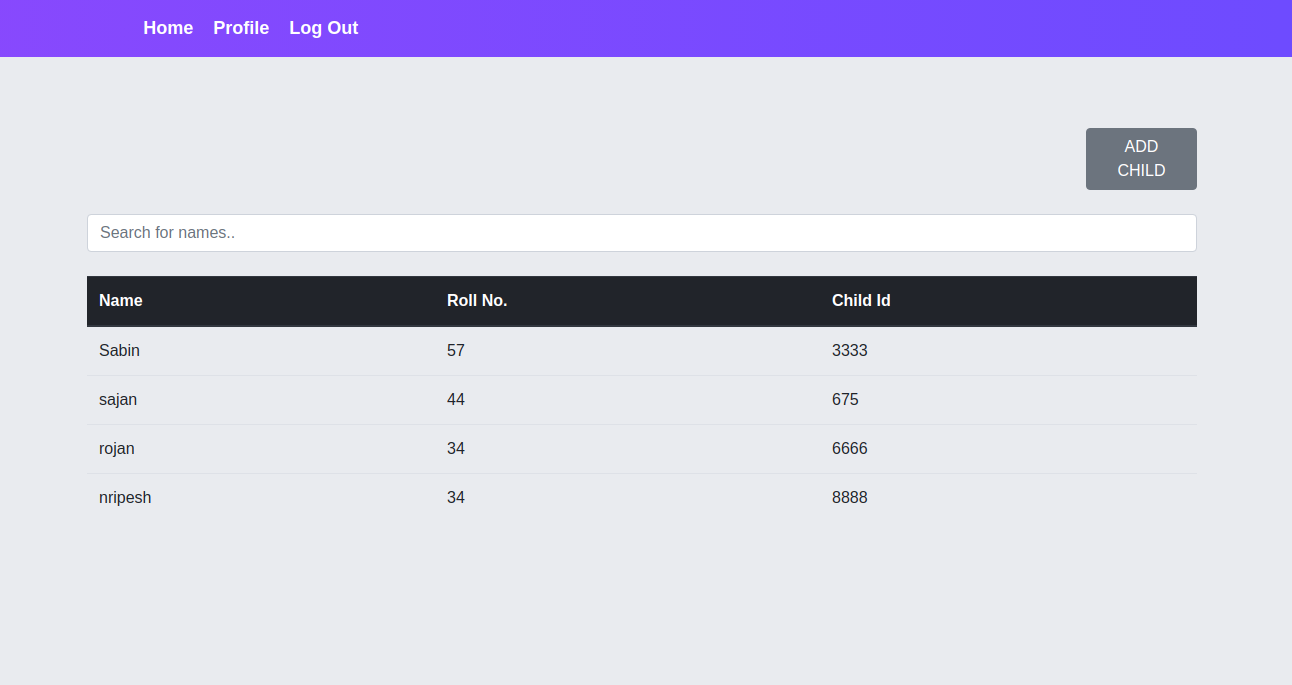 Home Profile Log Out
ADD
CHILD
Search for names..
Name Roll No. Child Id
Sabin 57 3333
sajan 44 675
rojan 34 6666
nripesh 34 8888